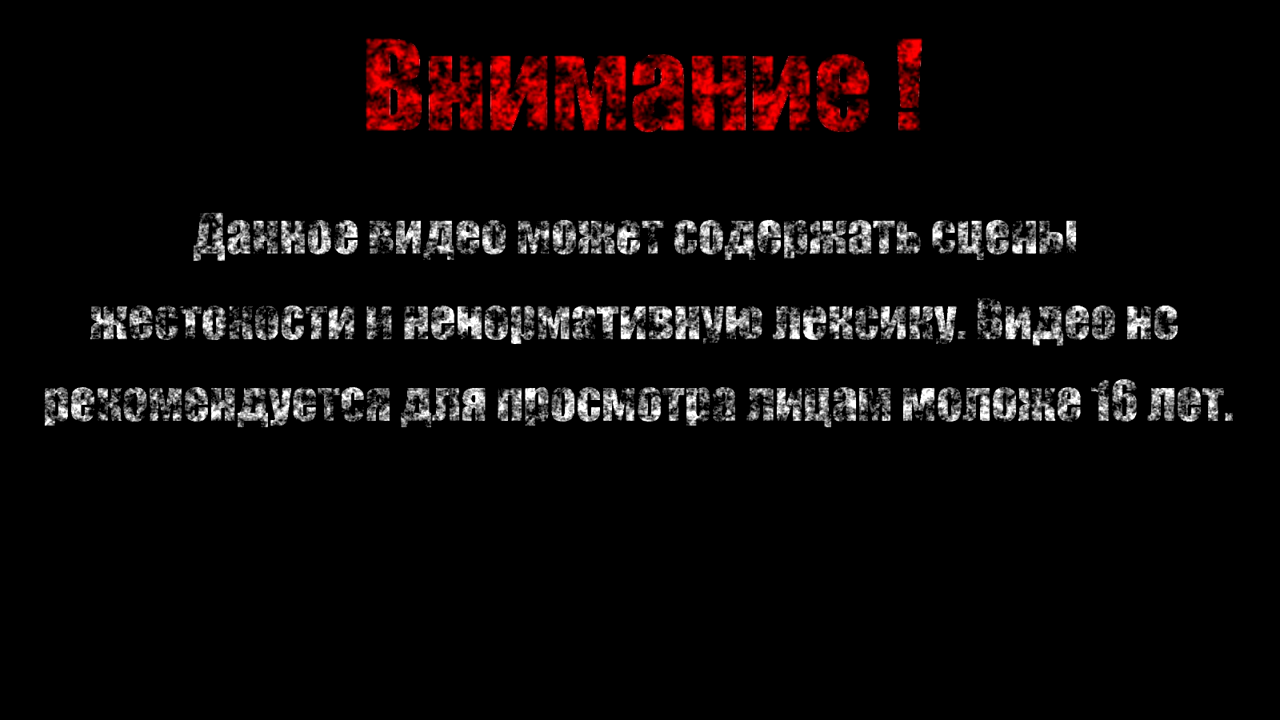 Внимание !
Данное видео может содержать сцены
жестокости и ненормативную лексику. Видео не
рекомендуется для просмотра лицам моложе 16 лет.